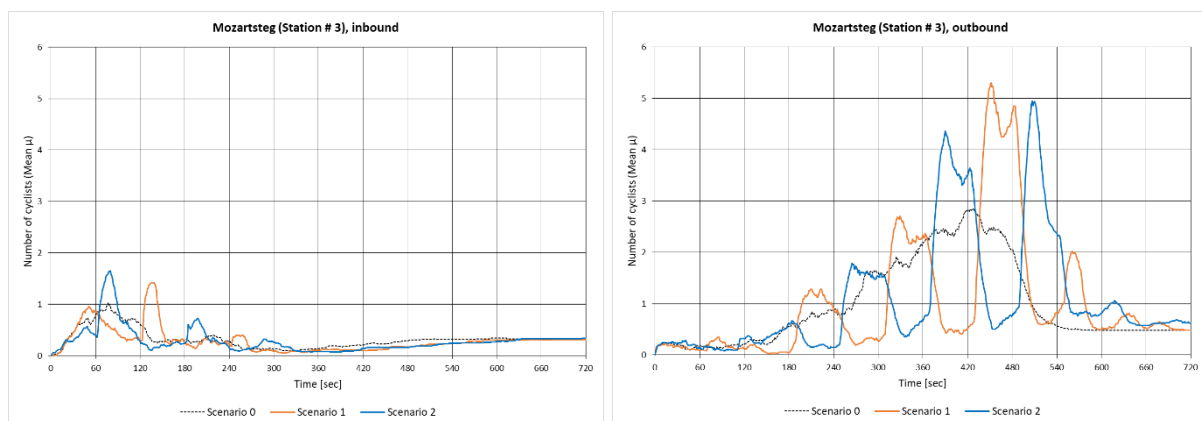 Mozartsteg (Station # 3), inbound
Number of cyclists (Mean µ)
6
5
4
3
2
1
0
0 60 120 180 240 300 360 420 480 540 600 660 720
Time [sec]
Scenario 0 Scenario 1 Scenario 2
Mozartsteg (Station # 3), outbound
Number of cyclists (Mean µ)
6
5
4
3
2
1
0
0 60 120 180 240 300 360 420 480 540 600 660 720
Time [sec]
Scenario 0 Scenario 1 Scenario 2